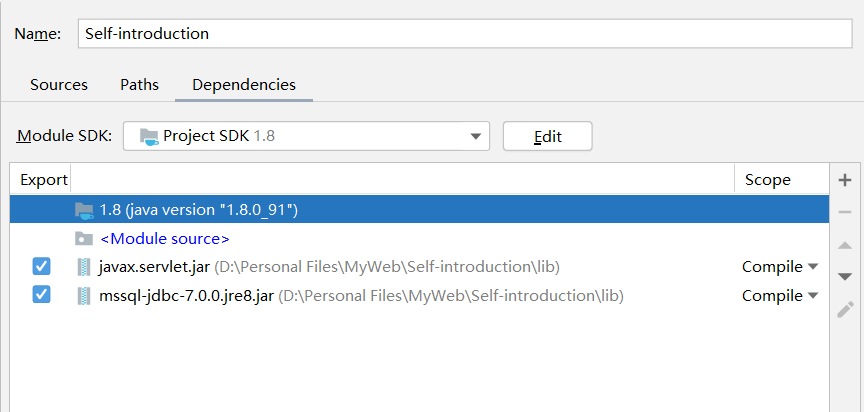 Name: Self-introduction
Sources Paths Dependencies
Module SDK: Project SDK 1.8 Edit
Export Scope
1.8 (java version "1.8.0_91")
<Module source>
javax.servlet.jar (D:\Personal Files\MyWeb\Self-introduction\lib) Compile
mssql-jdbc-7.0.0.jre8.jar (D:\Personal Files\MyWeb\Self-introduction\lib) Compile